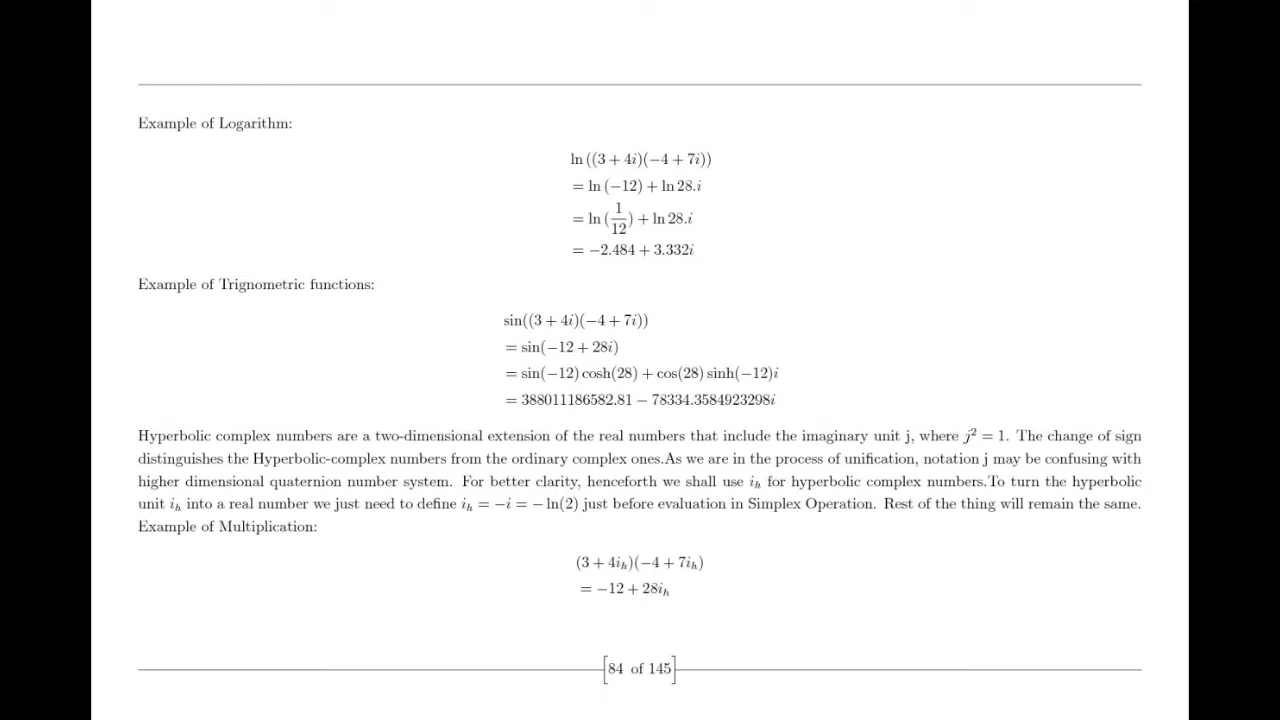 Example of Logarithm:
ln ((3 + 4i)(−4 + 7i))
= ln (−12) + ln 28.i
= ln (1/12) + ln 28.i
= −2.484 + 3.332i
Example of Trignometric functions:
sin((3 + 4i)(−4 + 7i))
= sin(−12 + 28i)
= sin(−12) cosh(28) + cos(28) sinh(−12)i
= 388011186582.81 − 78334.3584923298i
Hyperbolic complex numbers are a two-dimensional extension of the real numbers that include the imaginary unit j, where j² = 1. The change of sign
distinguishes the Hyperbolic-complex numbers from the ordinary complex ones.As we are in the process of unification, notation j may be confusing with
higher dimensional quaternion number system. For better clarity, henceforth we shall use iₕ for hyperbolic complex numbers.To turn the hyperbolic
unit iₕ into a real number we just need to define iₕ = −i = − ln(2) just before evaluation in Simplex Operation. Rest of the thing will remain the same.
Example of Multiplication:
(3 + 4iₕ)(−4 + 7iₕ)
= −12 + 28iₕ
[84 of 145]